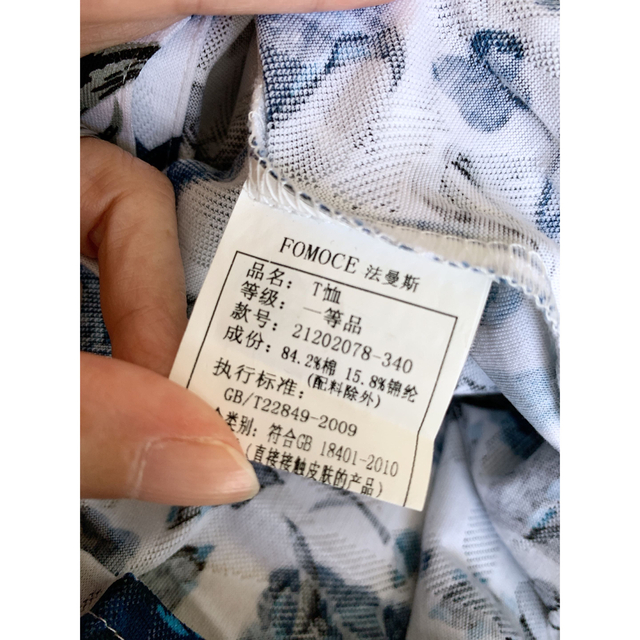 FOMOCE 法曼斯
品名: T恤
等级: 一等品
款号: 21202078-340
成份: 84.2%棉 15.8%锦纶
(配料除外)
执行标准:
GB/T22849-2009
类别: 符合GB 18401-2010
(直接接触皮肤的产品)